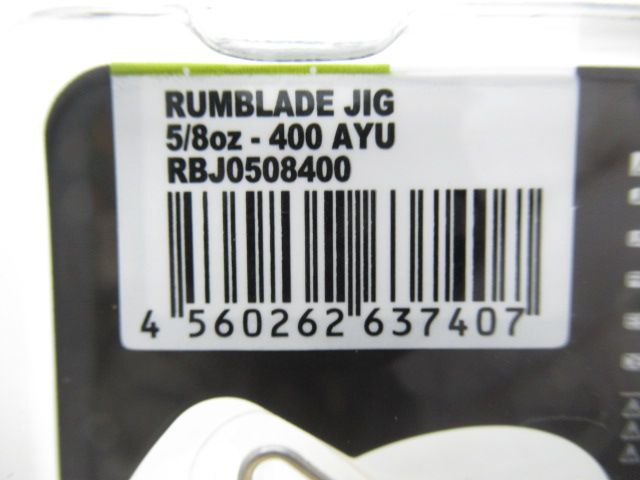 RUMBLADE JIG
5/8oz - 400 AYU
RBJ0508400
4 560262 637407